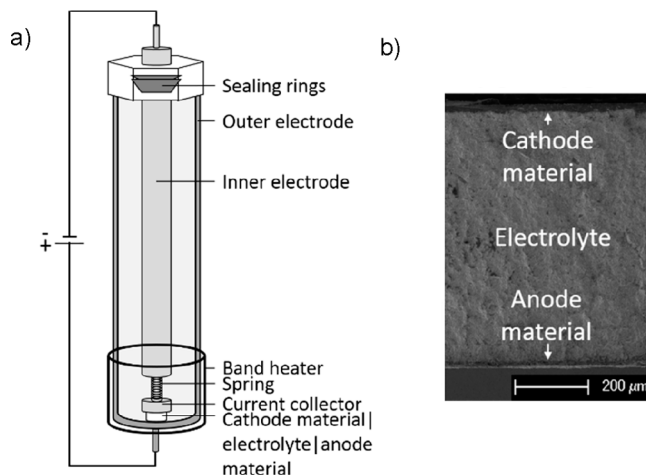 a)
Sealing rings
Outer electrode
Inner electrode
-
+
Band heater
Spring
Current collector
Cathode material|
electrolyte|anode
material
b)
Cathode
material
Electrolyte
Anode
material
200 μm